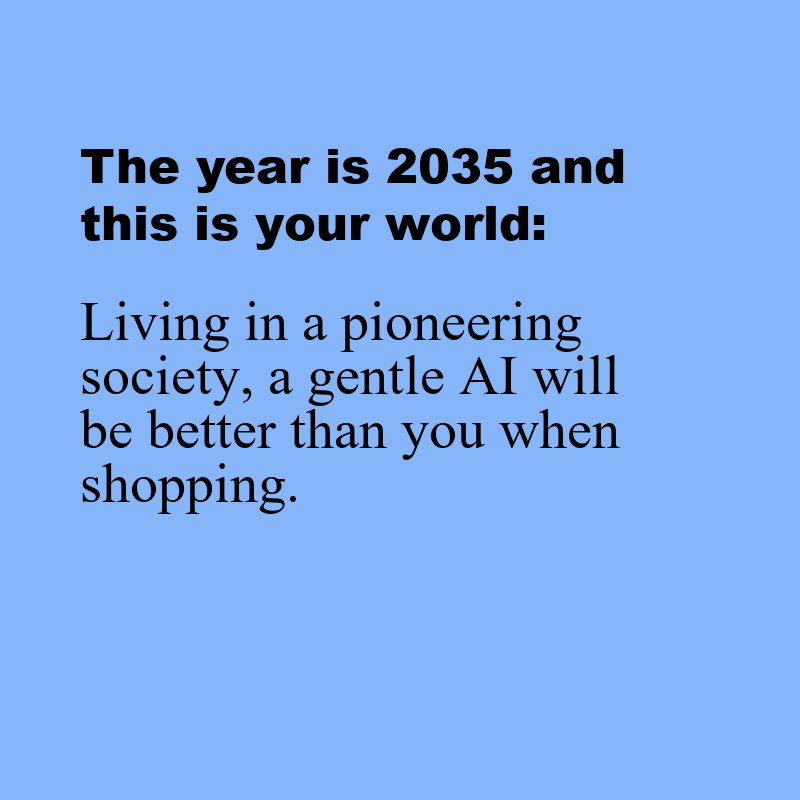 The year is 2035 and
this is your world:
Living in a pioneering
society, a gentle AI will
be better than you when
shopping.